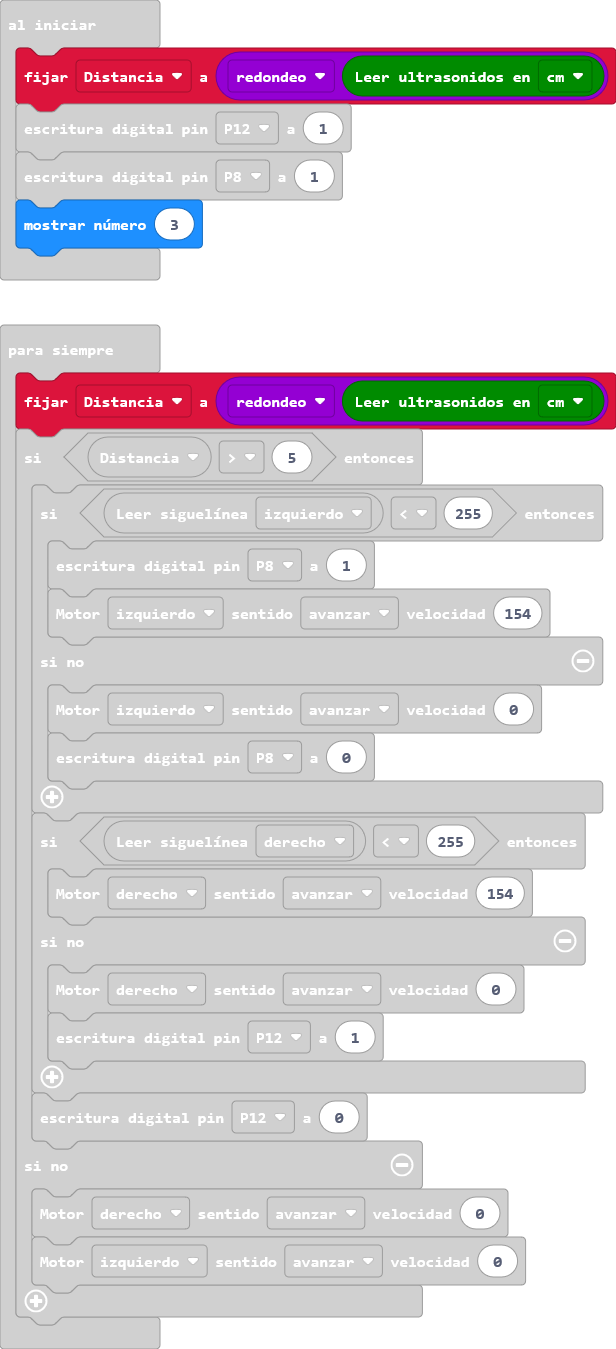 al iniciar
fijar Distancia a redondeo Leer ultrasonidos en cm
escritura digital pin P12 a 1
escritura digital pin P8 a 1
mostrar número 3
para siempre
fijar Distancia a redondeo Leer ultrasonidos en cm
si Distancia > 5 entonces
si Leer siguelínea izquierdo < 255 entonces
escritura digital pin P8 a 1
Motor izquierdo sentido avanzar velocidad 154
si no
Motor izquierdo sentido avanzar velocidad 0
escritura digital pin P8 a 0
si Leer siguelínea derecho < 255 entonces
Motor derecho sentido avanzar velocidad 154
si no
Motor derecho sentido avanzar velocidad 0
escritura digital pin P12 a 1
escritura digital pin P12 a 0
si no
Motor derecho sentido avanzar velocidad 0
Motor izquierdo sentido avanzar velocidad 0